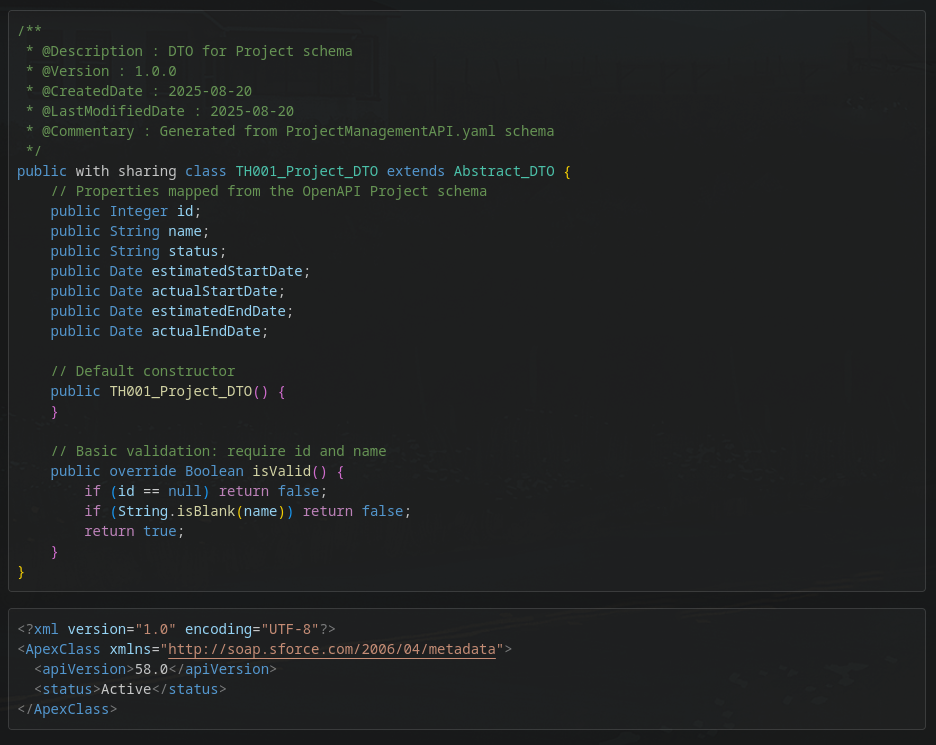 /**
 * @Description : DTO for Project schema
 * @Version : 1.0.0
 * @CreatedDate : 2025-08-20
 * @LastModifiedDate : 2025-08-20
 * @Commentary : Generated from ProjectManagementAPI.yaml schema
 */
public with sharing class TH001_Project_DTO extends Abstract_DTO {
    // Properties mapped from the OpenAPI Project schema
    public Integer id;
    public String name;
    public String status;
    public Date estimatedStartDate;
    public Date actualStartDate;
    public Date estimatedEndDate;
    public Date actualEndDate;

    // Default constructor
    public TH001_Project_DTO() {
    }

    // Basic validation: require id and name
    public override Boolean isValid() {
        if (id == null) return false;
        if (String.isBlank(name)) return false;
        return true;
    }
}

<?xml version="1.0" encoding="UTF-8"?>
<ApexClass xmlns="http://soap.sforce.com/2006/04/metadata">
  <apiVersion>58.0</apiVersion>
  <status>Active</status>
</ApexClass>